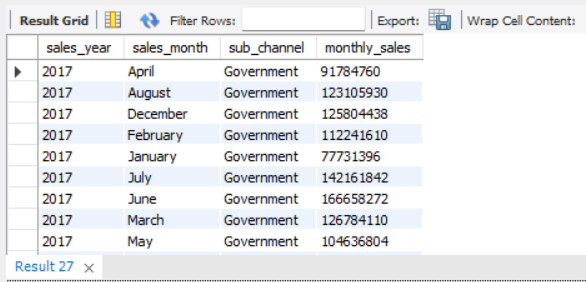 Result Grid Filter Rows: Export: Wrap Cell Content:
sales_year sales_month sub_channel monthly_sales
2017 April Government 91784760
2017 August Government 123105930
2017 December Government 125804438
2017 February Government 112241610
2017 January Government 77731396
2017 July Government 142161842
2017 June Government 166658272
2017 March Government 126784110
2017 May Government 104636804
Result 27 ×